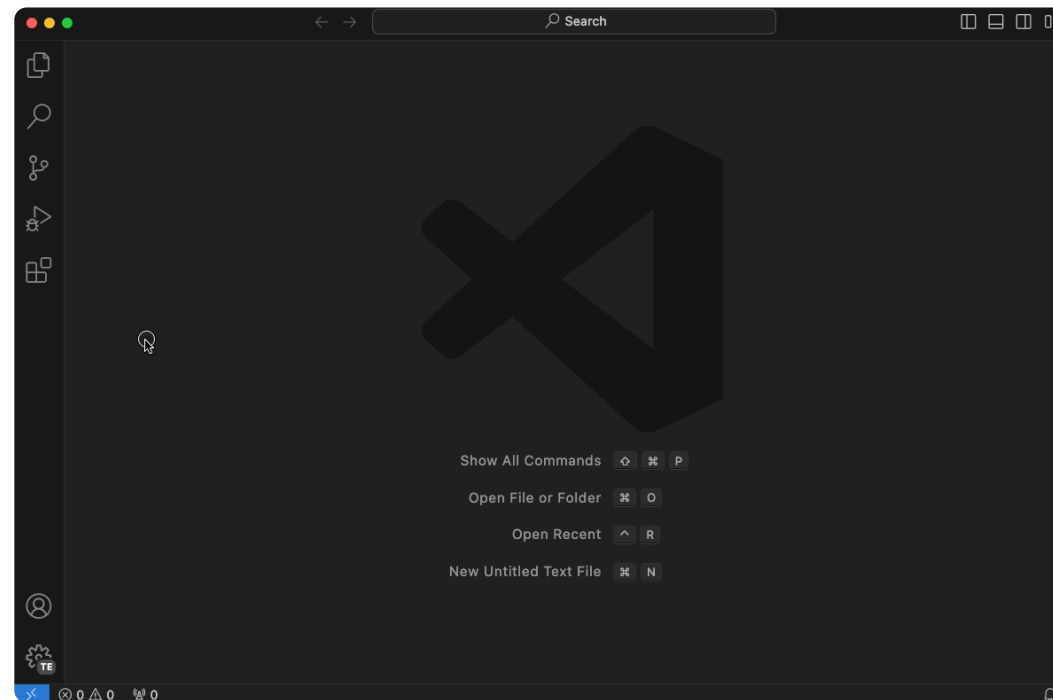 Search
Show All Commands ⇧ ⌘ P
Open File or Folder ⌘ O
Open Recent ^ R
New Untitled Text File ⌘ N
TE
0 0 0